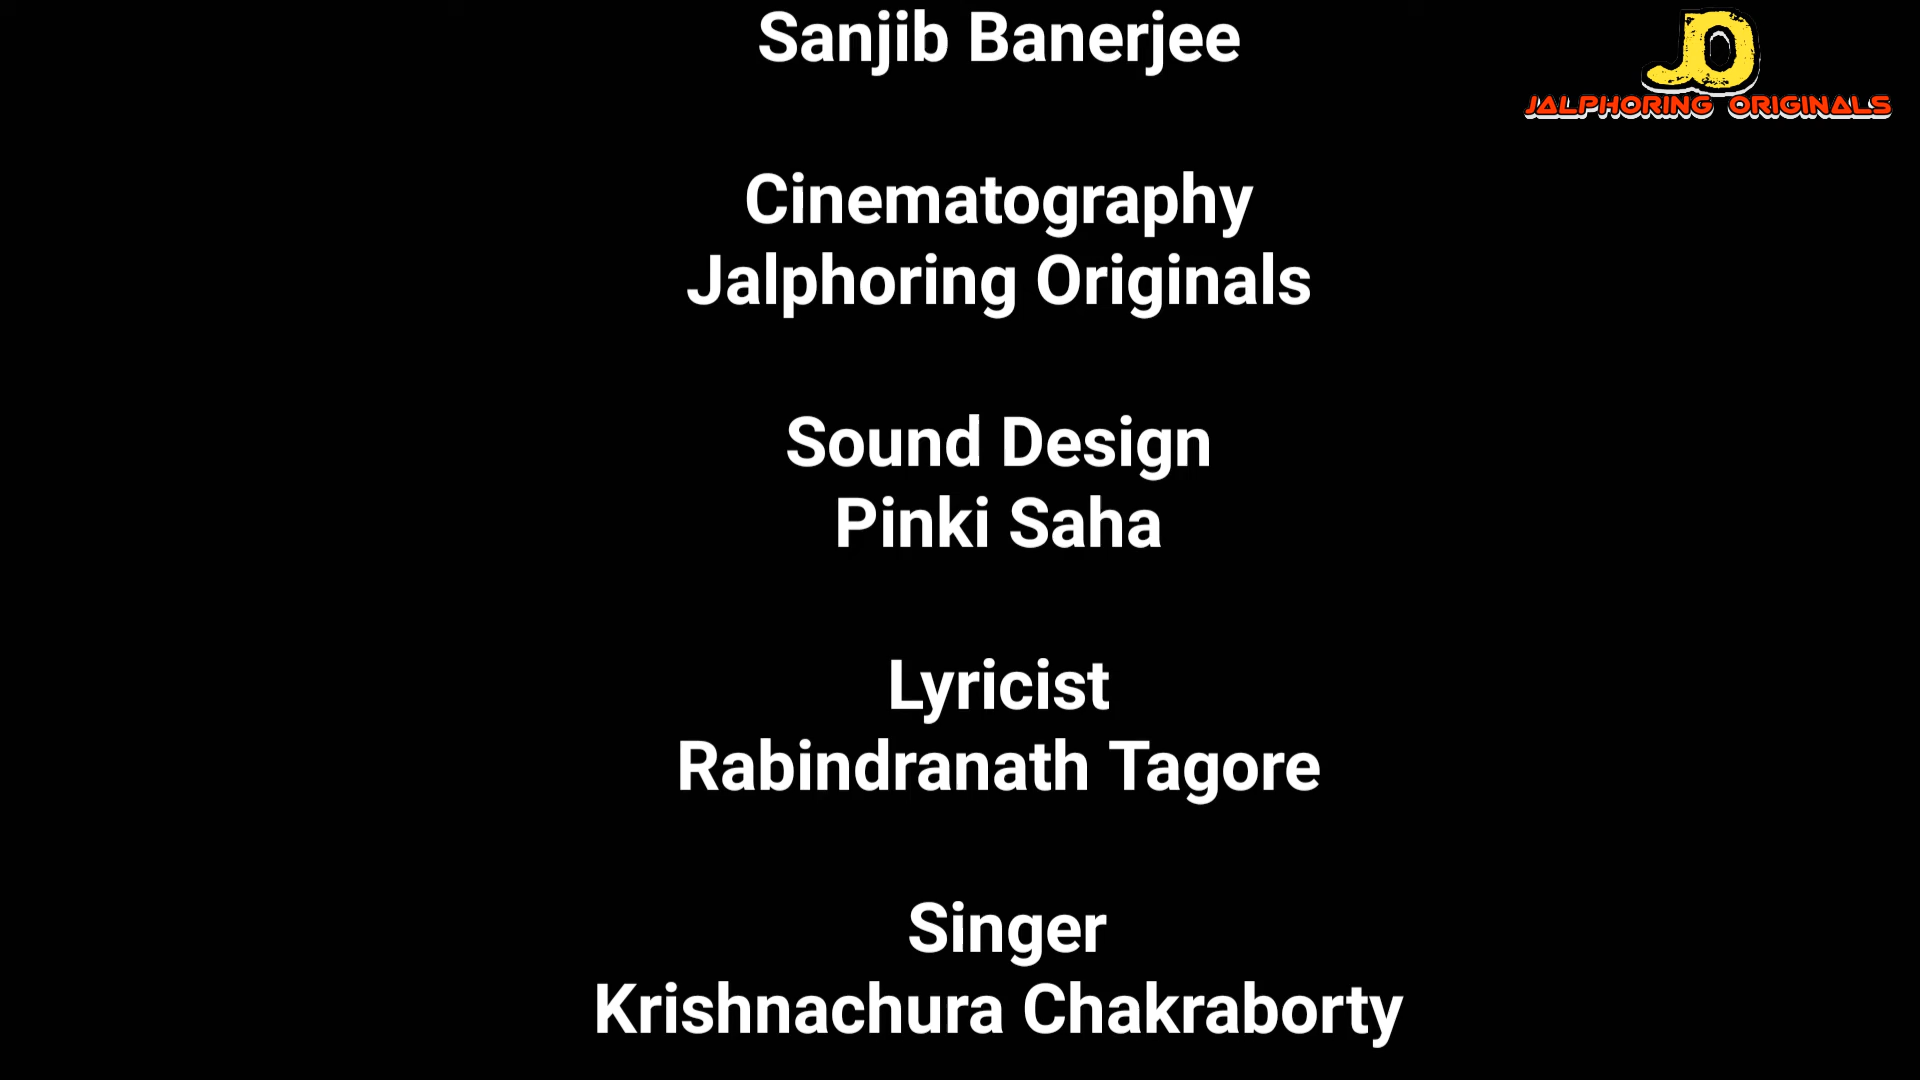 Sanjib Banerjee
JO
JALPHORING ORIGINALS
Cinematography
Jalphoring Originals
Sound Design
Pinki Saha
Lyricist
Rabindranath Tagore
Singer
Krishnachura Chakraborty